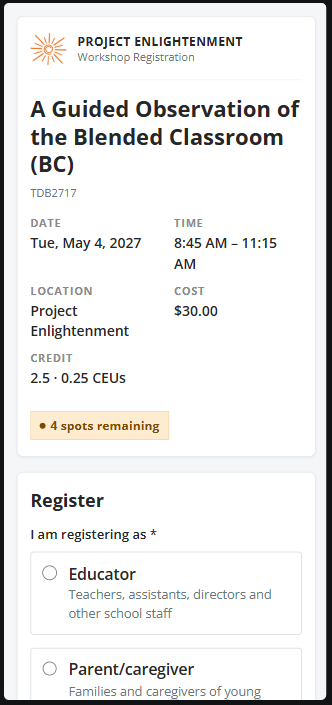 PROJECT ENLIGHTENMENT
Workshop Registration
A Guided Observation of
the Blended Classroom
(BC)
TDB2717
DATE
Tue, May 4, 2027
TIME
8:45 AM – 11:15
AM
LOCATION
Project
Enlightenment
COST
$30.00
CREDIT
2.5 · 0.25 CEUs
4 spots remaining
Register
I am registering as *
Educator
Teachers, assistants, directors and
other school staff
Parent/caregiver
Families and caregivers of young